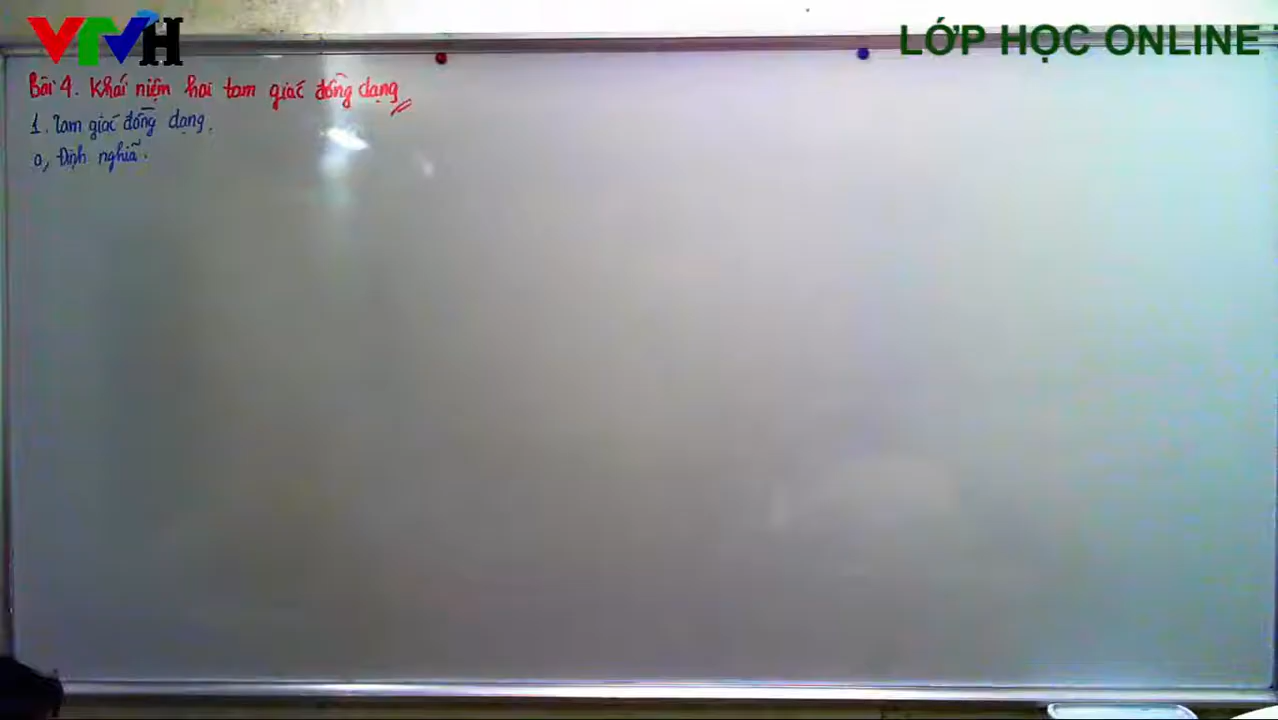 VTVH
LỚP HỌC ONLINE
Bài 4. Khái niệm hai tam giác đồng dạng
1. Tam giác đồng dạng.
a, Định nghĩa.